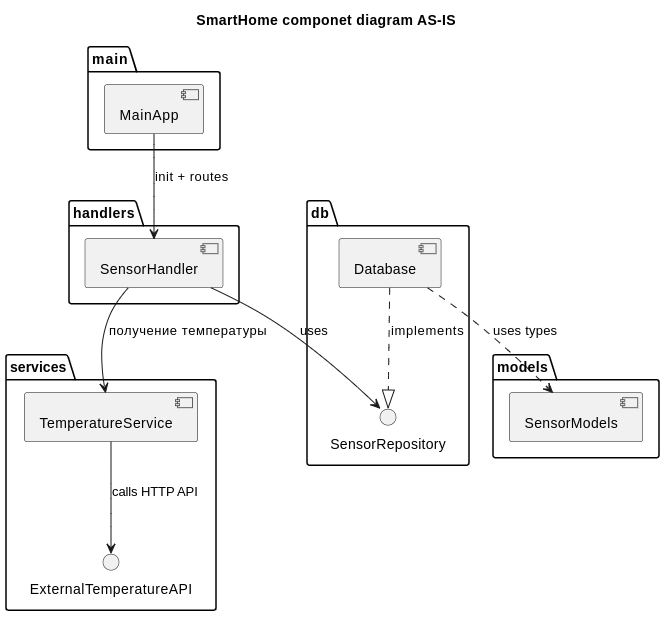 SmartHome componet diagram AS-IS
main
MainApp
init + routes
handlers
db
SensorHandler
Database
получение температуры
uses
implements
uses types
services
models
TemperatureService
SensorModels
SensorRepository
calls HTTP API
ExternalTemperatureAPI